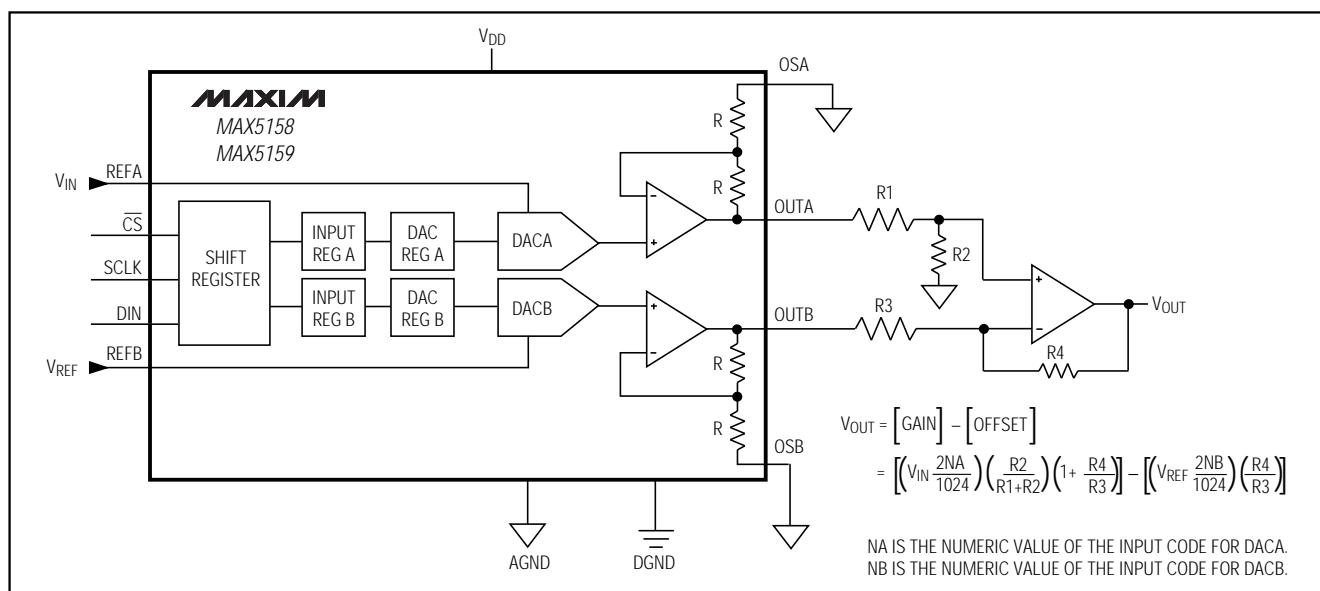 VDD
OSA
MAXIM
MAX5158
MAX5159
R
R
VIN
REFA
CS
SCLK
DIN
REFB
VREF
SHIFT
REGISTER
INPUT
REG A
DAC
REG A
DACA
INPUT
REG B
DAC
REG B
DACB
OUTA
R1
R2
OUTB
R3
VOUT
R4
R
R
OSB
AGND
DGND
+
−
+
−
+
−
VOUT = [GAIN] – [OFFSET]
= [(VIN 2NA/1024)(R2/R1+R2)(1+ R4/R3)] – [(VREF 2NB/1024)(R4/R3)]
NA IS THE NUMERIC VALUE OF THE INPUT CODE FOR DACA.
NB IS THE NUMERIC VALUE OF THE INPUT CODE FOR DACB.